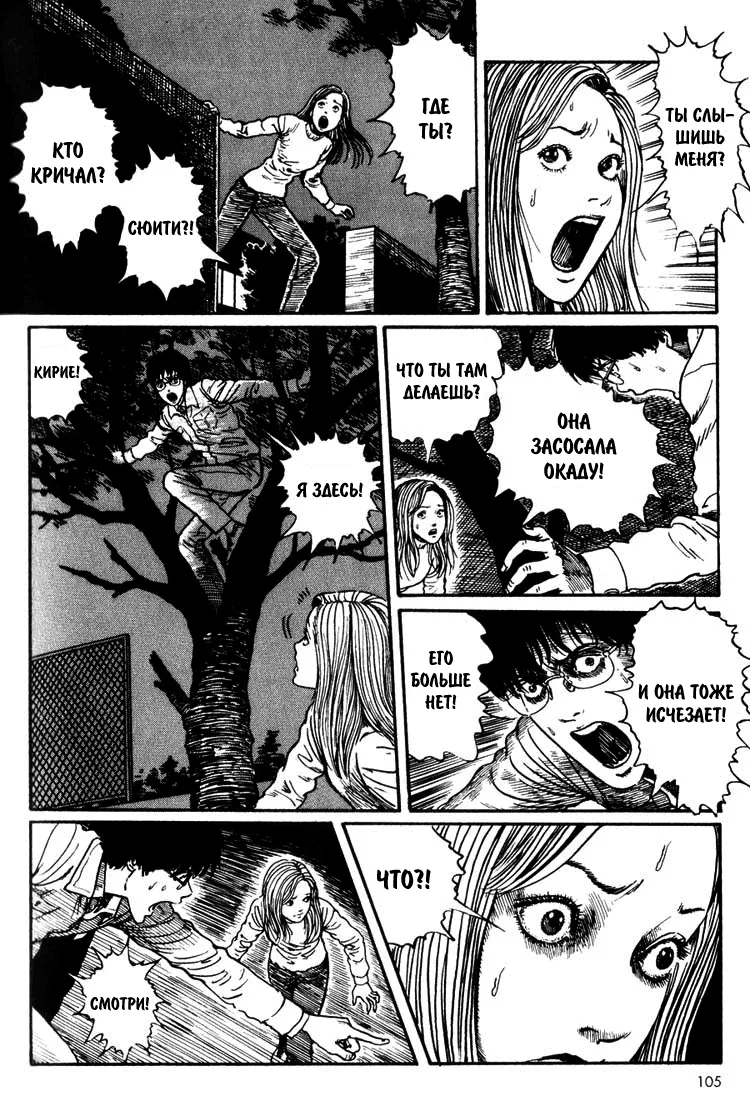 КТО
КРИЧАЛ?
СЮИТИ?!
ГДЕ
ТЫ?
ТЫ СЛЫ-
ШИШЬ
МЕНЯ?
КИРИЕ!
Я ЗДЕСЬ!
ЧТО ТЫ ТАМ
ДЕЛАЕШЬ?
ОНА
ЗАСОСАЛА
ОКАДУ!
ЕГО
БОЛЬШЕ
НЕТ!
И ОНА ТОЖЕ
ИСЧЕЗАЕТ!
СМОТРИ!
ЧТО?!
105